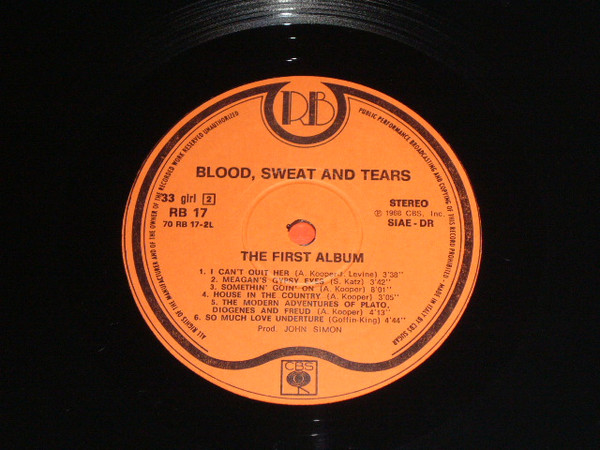 RB
ALL RIGHTS OF THE MANUFACTURER AND OF THE OWNER OF THE RECORDED WORK RESERVED UNAUTHORIZED
PUBLIC PERFORMANCE BROADCASTING AND COPYING OF THIS RECORD PROHIBITED - MADE IN ITALY BY CBS SUGAR
BLOOD, SWEAT AND TEARS
33 giri 2
RB 17
70 RB 17-2L
STEREO
℗ 1968 CBS, Inc.
SIAE - DR
THE FIRST ALBUM
1. I CAN'T QUIT HER (A. Kooper-I. Levine) 3'38"
2. MEAGAN'S GYPSY EYES (S. Katz) 3'42"
3. SOMETHIN' GOIN' ON (A. Kooper) 8'01"
4. HOUSE IN THE COUNTRY (A. Kooper) 3'05"
5. THE MODERN ADVENTURES OF PLATO,
DIOGENES AND FREUD (A. Kooper) 4'13"
6. SO MUCH LOVE UNDERTURE (Goffin-King) 4'44"
Prod. JOHN SIMON
CBS